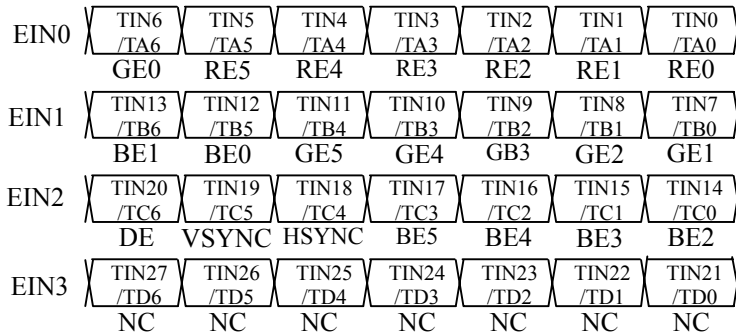 EIN0 TIN6 TIN5 TIN4 TIN3 TIN2 TIN1 TIN0
/TA6 /TA5 /TA4 /TA3 /TA2 /TA1 /TA0
GE0 RE5 RE4 RE3 RE2 RE1 RE0
EIN1 TIN13 TIN12 TIN11 TIN10 TIN9 TIN8 TIN7
/TB6 /TB5 /TB4 /TB3 /TB2 /TB1 /TB0
BE1 BE0 GE5 GE4 GB3 GE2 GE1
EIN2 TIN20 TIN19 TIN18 TIN17 TIN16 TIN15 TIN14
/TC6 /TC5 /TC4 /TC3 /TC2 /TC1 /TC0
DE VSYNC HSYNC BE5 BE4 BE3 BE2
EIN3 TIN27 TIN26 TIN25 TIN24 TIN23 TIN22 TIN21
/TD6 /TD5 /TD4 /TD3 /TD2 /TD1 /TD0
NC NC NC NC NC NC NC